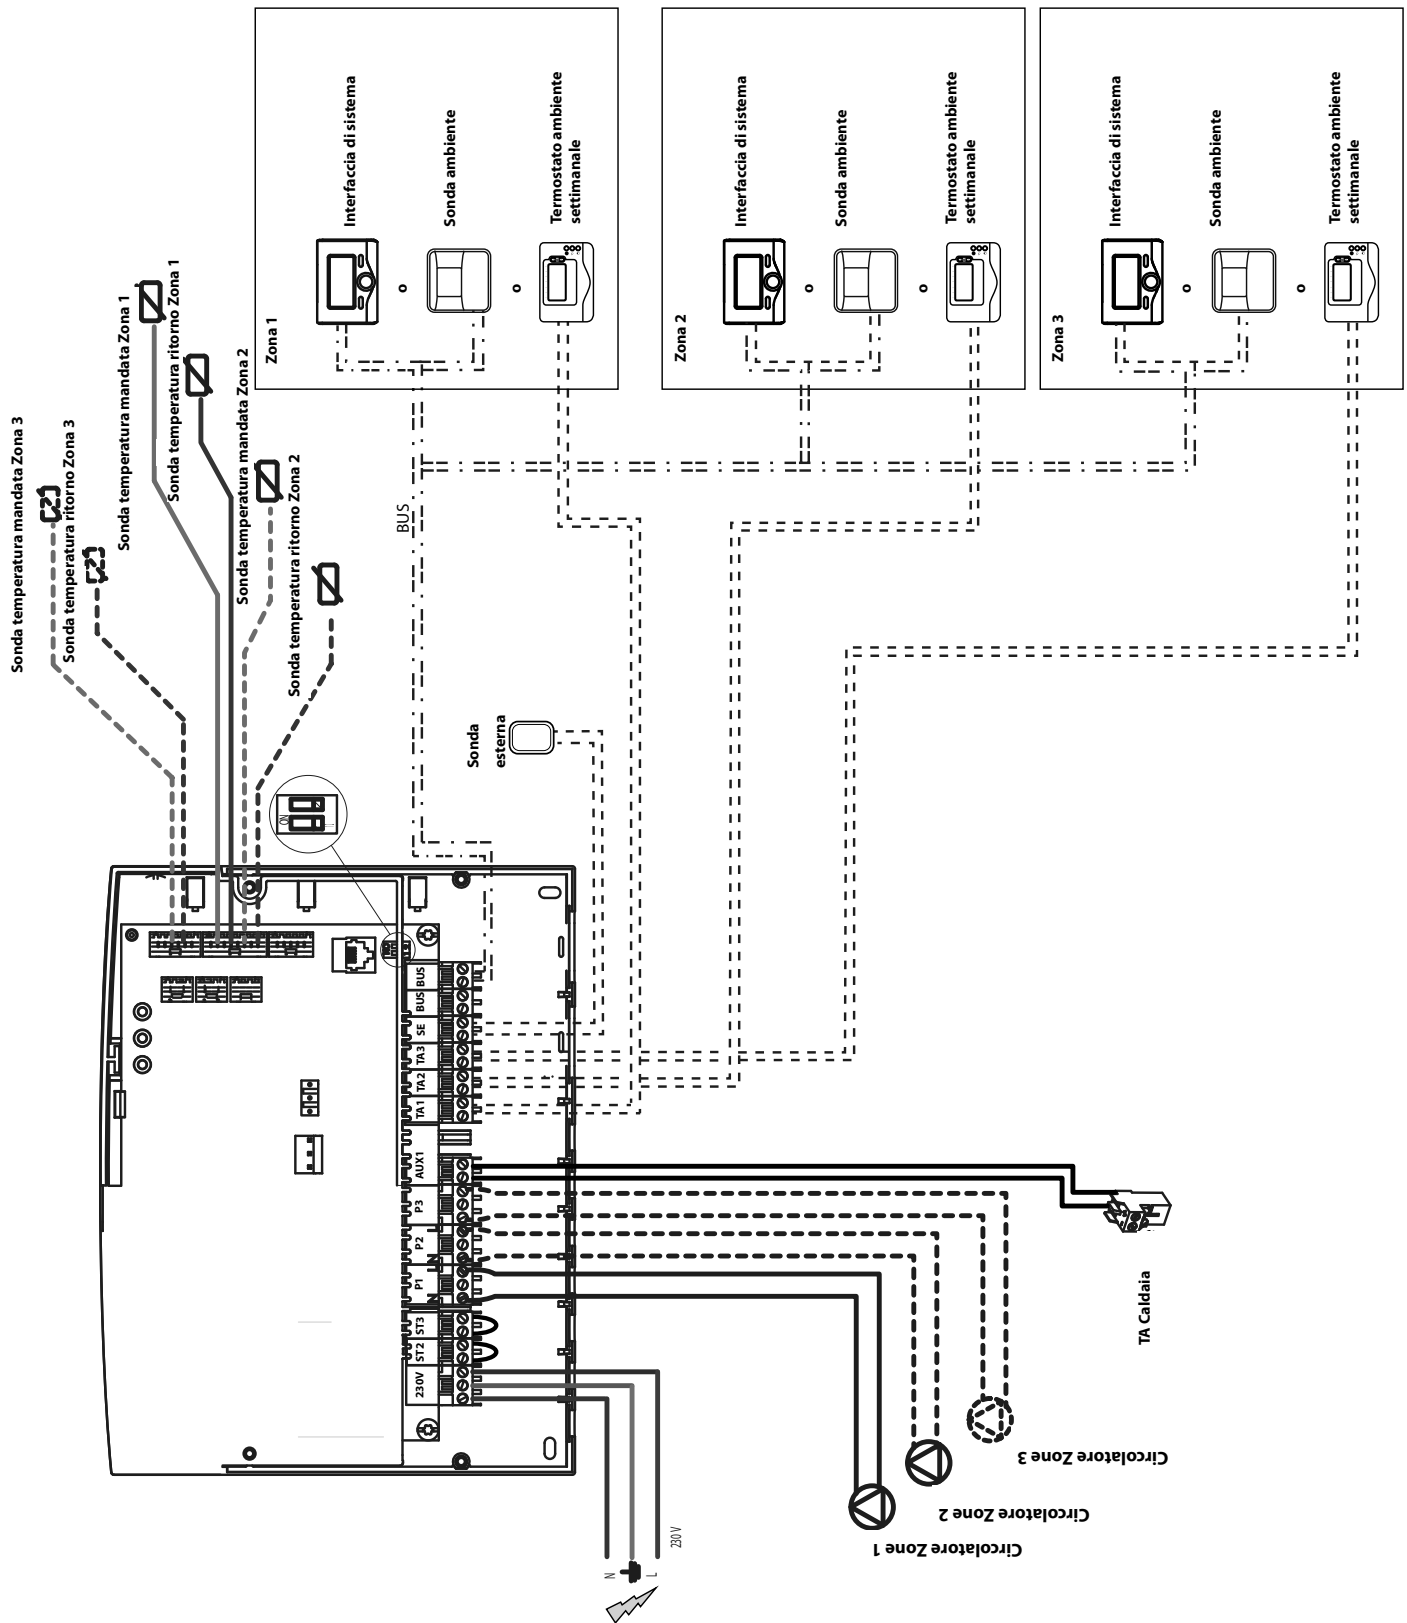 Zona 1
Interfaccia di sistema
o
Sonda ambiente
o
Termostato ambiente
settimanale
Zona 2
Interfaccia di sistema
o
Sonda ambiente
o
Termostato ambiente
settimanale
Zona 3
Interfaccia di sistema
o
Sonda ambiente
o
Termostato ambiente
settimanale
Sonda temperatura mandata Zona 3
Sonda temperatura ritorno Zona 3
Sonda temperatura mandata Zona 1
Sonda temperatura ritorno Zona 1
Sonda temperatura mandata Zona 2
Sonda temperatura ritorno Zona 2
BUS
Sonda
esterna
ON
230V
ST2
ST3
P1
P2
P3
AUX1
TA1
TA2
TA3
SE
BUS
BUS
N
N
L
L
N
L
230 V
Circolatore Zone 1
Circolatore Zone 2
Circolatore Zone 3
TA Caldaia